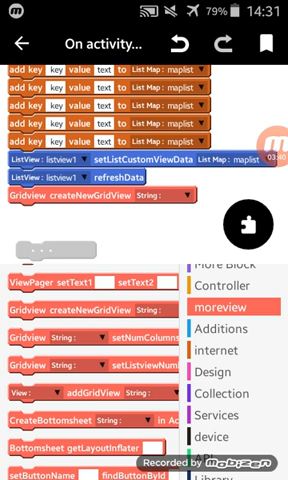 79% 14:31
On activity...
add key key value text to List Map : maplist
add key key value text to List Map : maplist
add key key value text to List Map : maplist
add key key value text to List Map : maplist
add key key value text to List Map : maplist
ListView : listview1 setListCustomViewData List Map : maplist
03:40
ListView : listview1 refreshData
Gridview createNewGridView String :
...
More Block
ViewPager setText1 setText2
Controller
Gridview createNewGridView String :
moreview
Gridview String : setNumColumns
Additions
internet
Gridview String : setListviewNum
Design
View : addGridView String :
Collection
CreateBottomsheet String : in Ac
Services
Bottomsheet getLayoutInflater
device
API
Recorded by mobizen
setButtonName findButtonById
Library